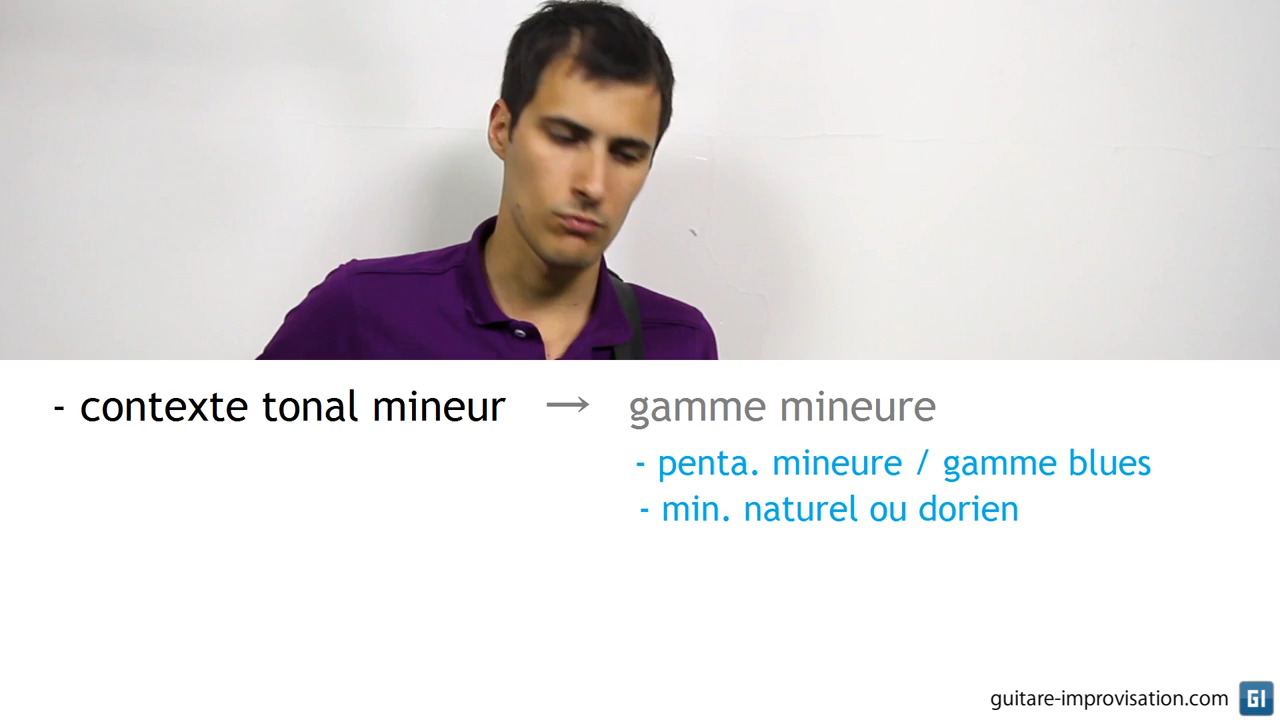 - contexte tonal mineur → gamme mineure
- penta. mineure / gamme blues
- min. naturel ou dorien
guitare-improvisation.com GI